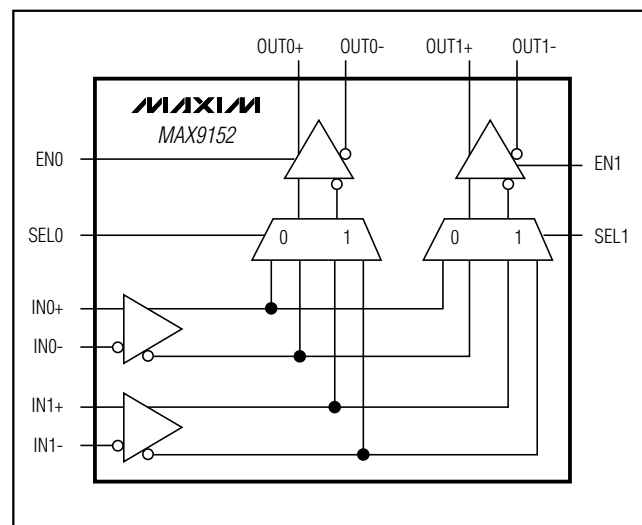 OUT0+ OUT0- OUT1+ OUT1-
MAXIM
MAX9152
EN0 EN1
SEL0 0 1 0 1 SEL1
IN0+
IN0-
IN1+
IN1-